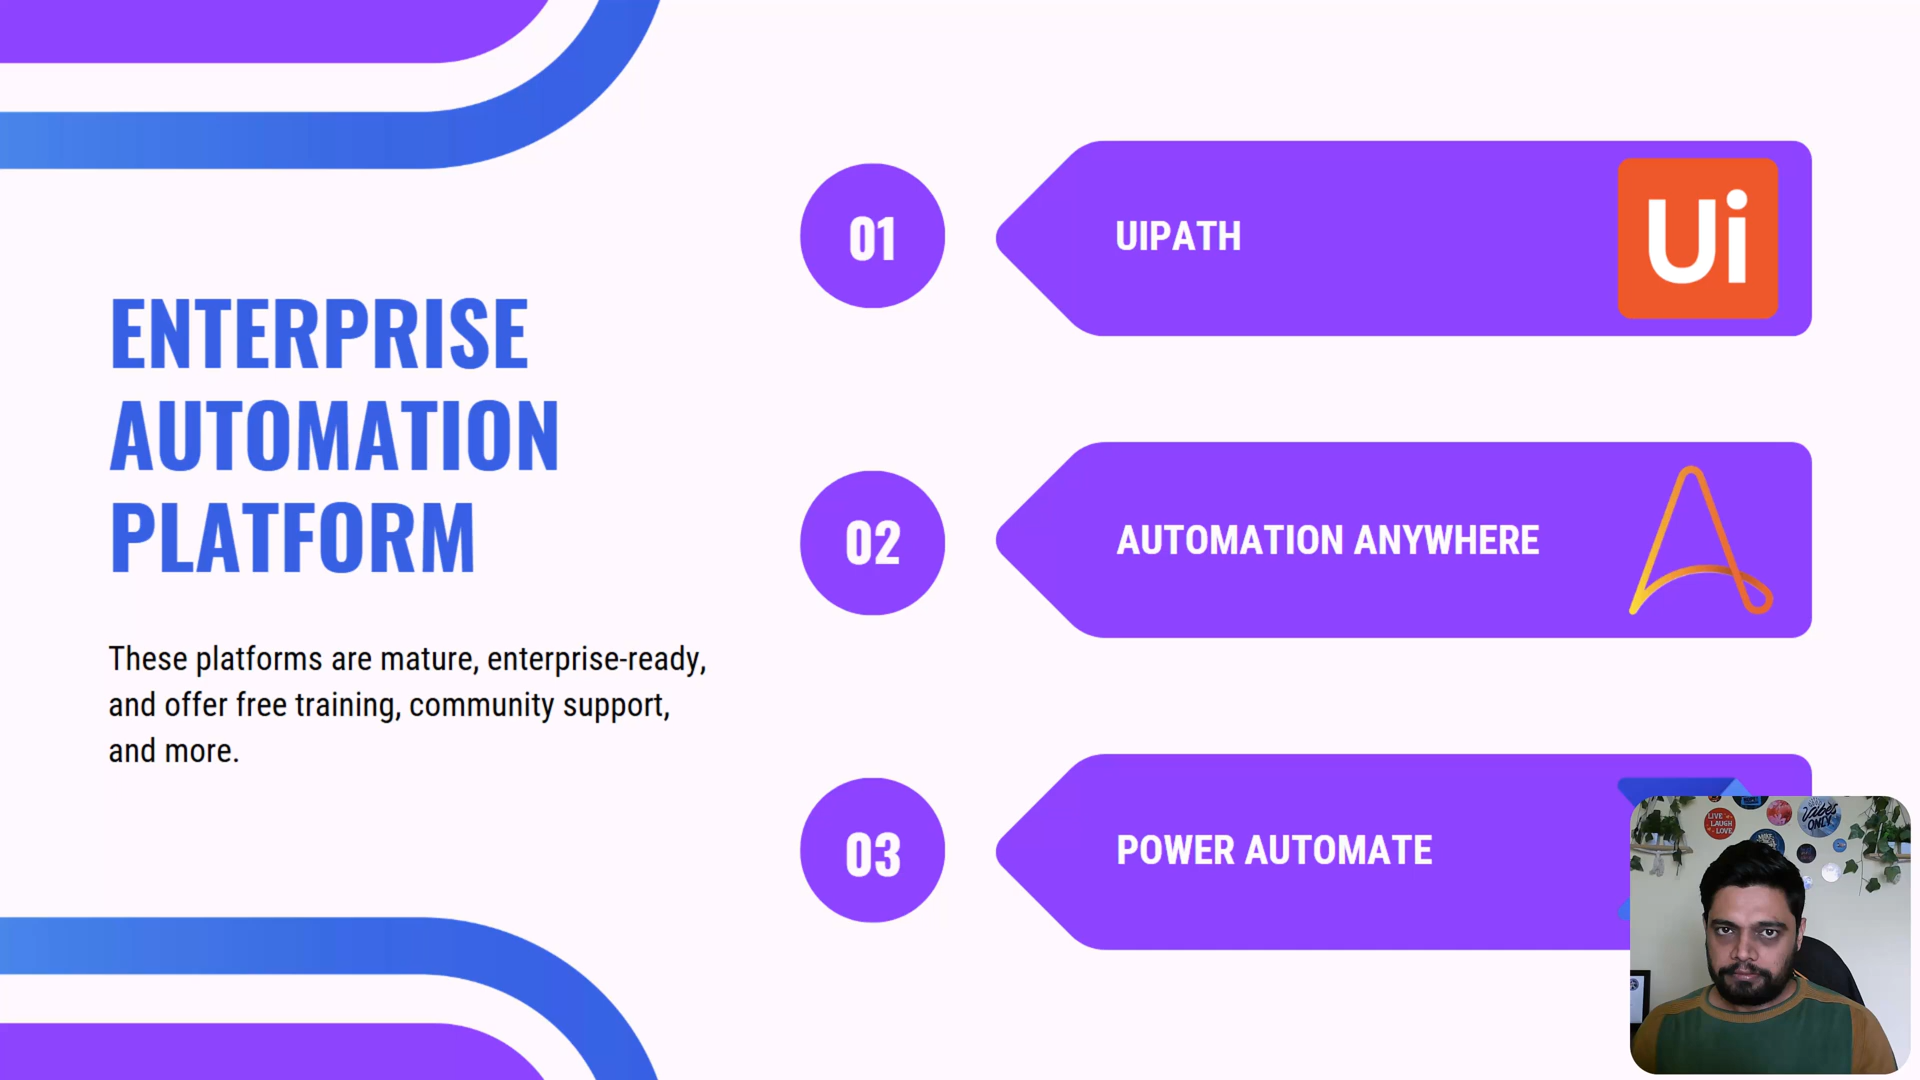 ENTERPRISE
AUTOMATION
PLATFORM
These platforms are mature, enterprise-ready,
and offer free training, community support,
and more.
01
UIPATH
Ui
02
AUTOMATION ANYWHERE
03
POWER AUTOMATE
LIVE
LAUGH
LOVE
Vibes
ONLY